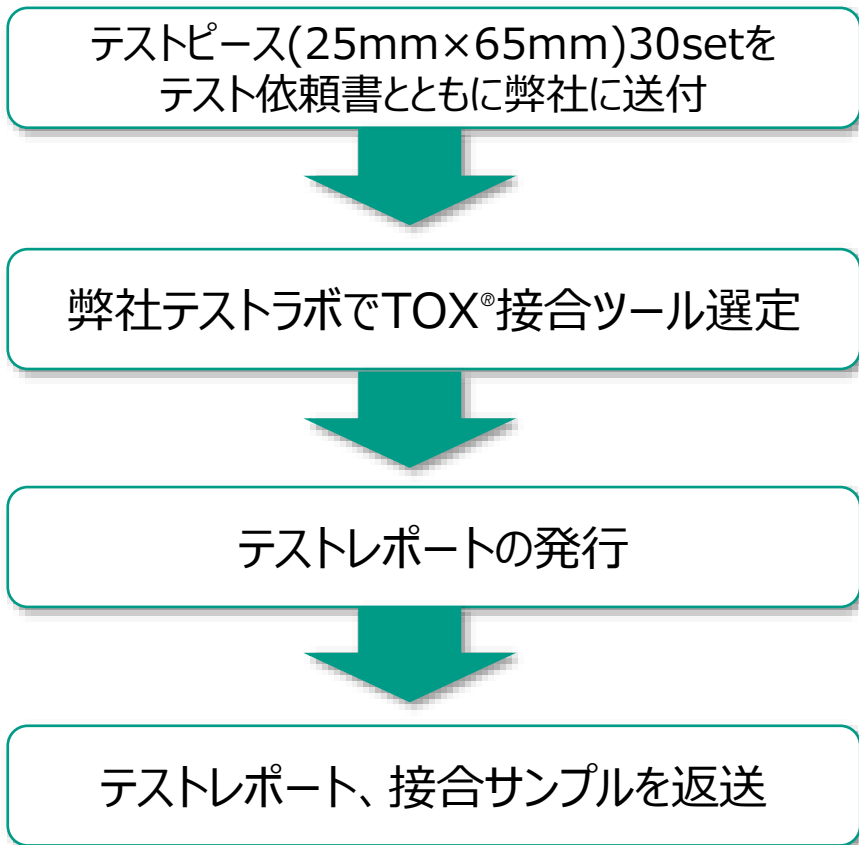 テストピース(25mm×65mm)30setを
テスト依頼書とともに弊社に送付
弊社テストラボでTOX®接合ツール選定
テストレポートの発行
テストレポート、接合サンプルを返送